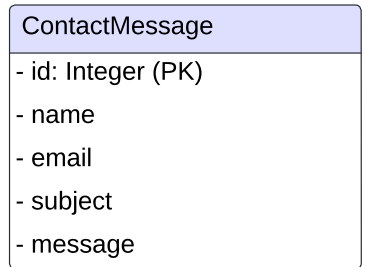 ContactMessage
- id: Integer (PK)
- name
- email
- subject
- message